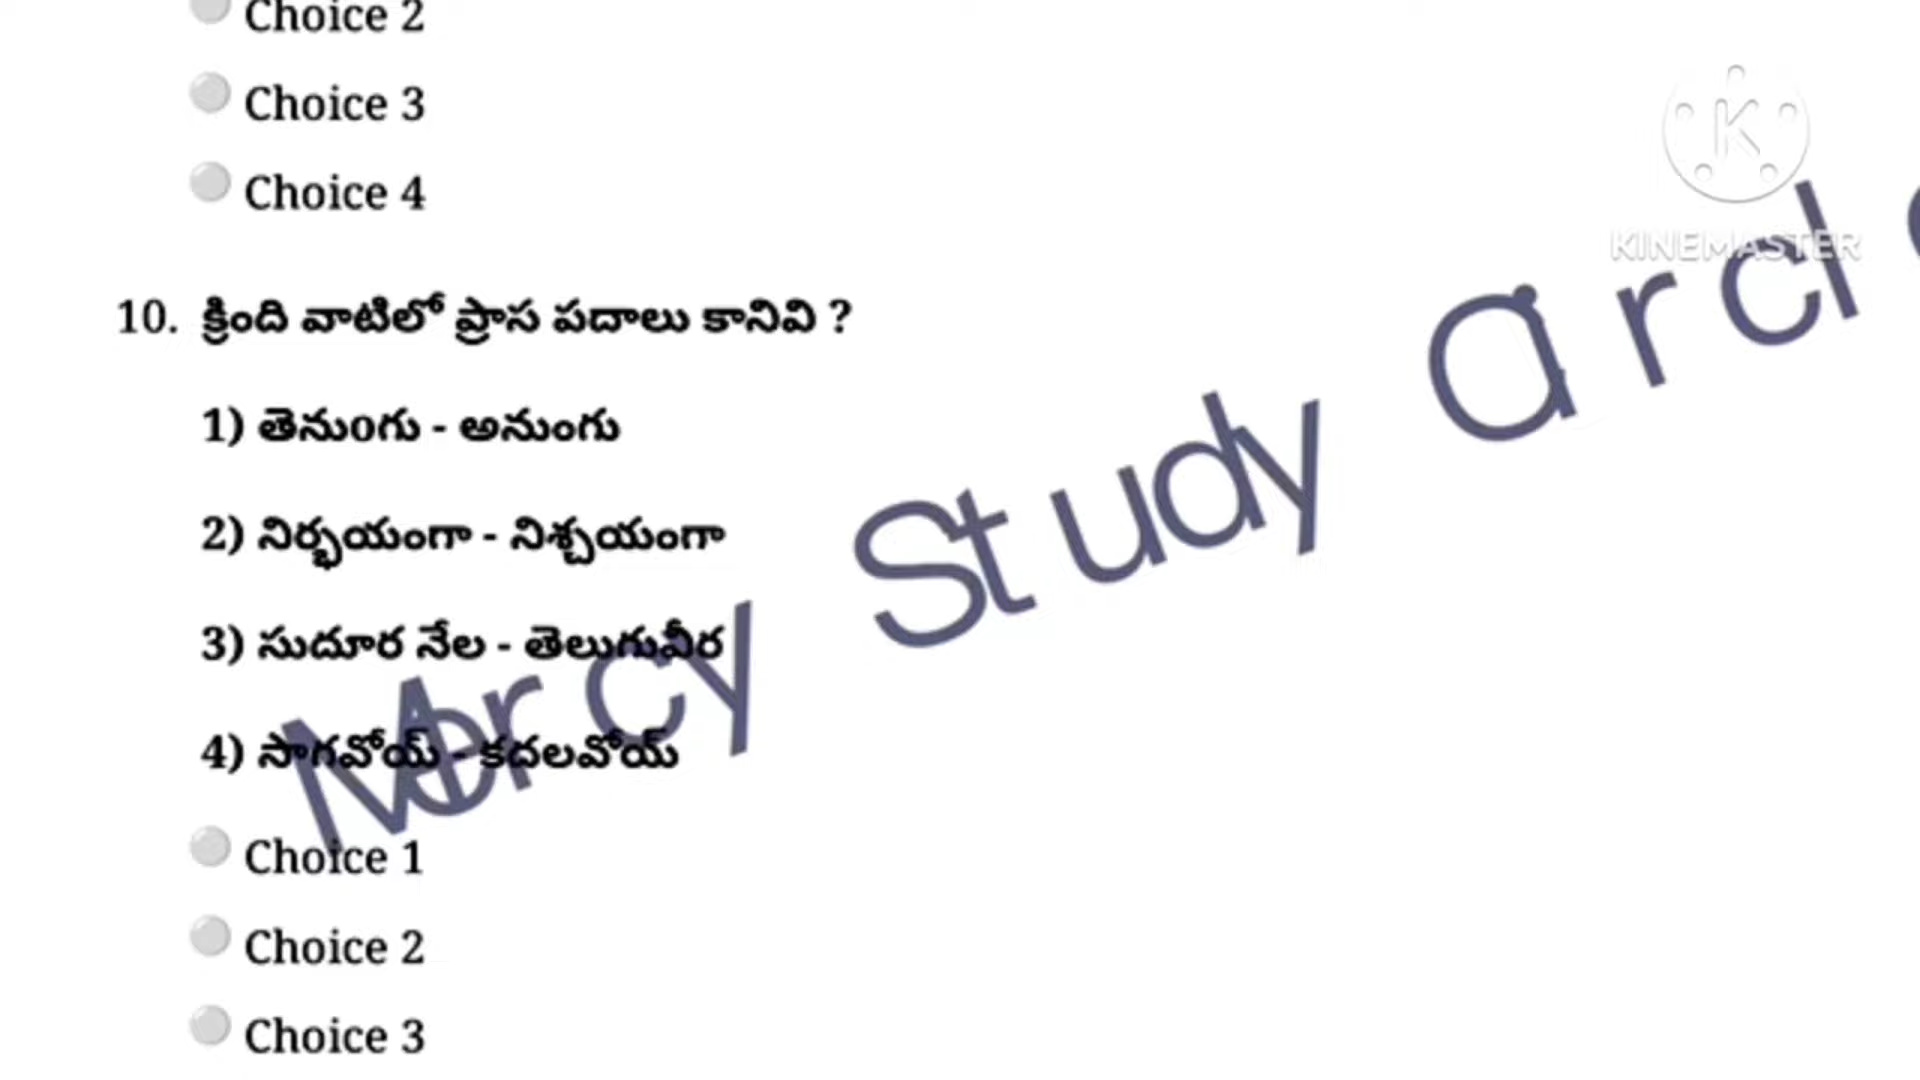 Choice 2
Choice 3
Choice 4
KINEMASTER
10. క్రింది వాటిలో ప్రాస పదాలు కానివి ?
1) తెనుoగు - అనుంగు
2) నిర్భయంగా - నిశ్చయంగా
3) సుదూర నేల - తెలుగువీర
4) సాగవోయ్ - కదలవోయ్
Mercy Study
Choice 1
Choice 2
Choice 3